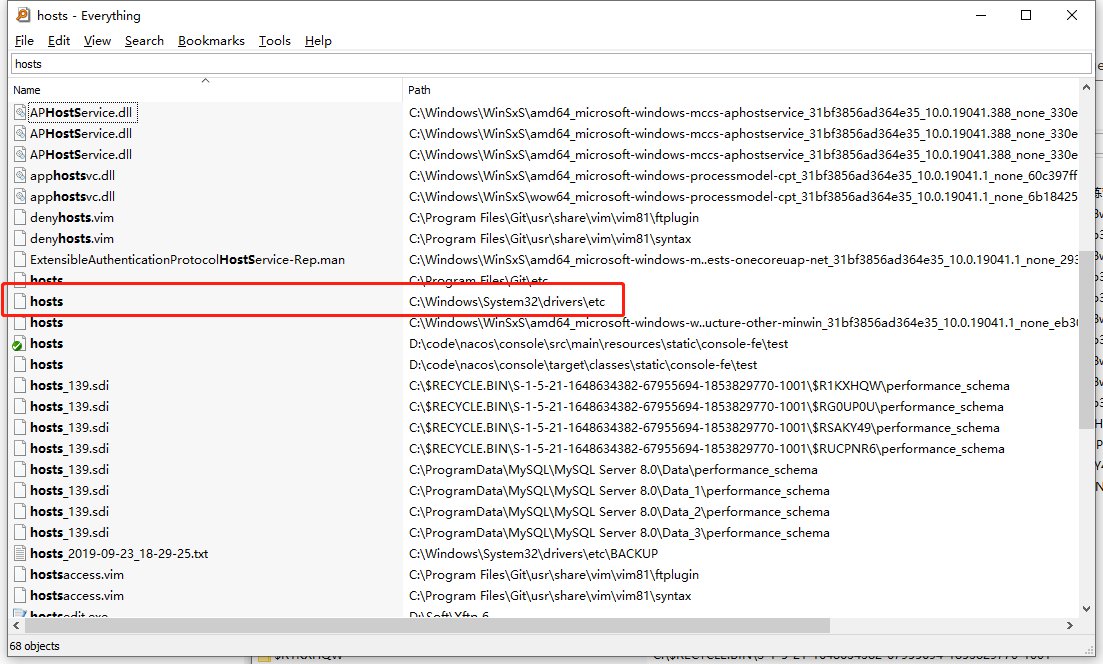 hosts - Everything
File Edit View Search Bookmarks Tools Help
hosts
Name Path
APHostService.dll C:\Windows\WinSxS\amd64_microsoft-windows-mccs-aphostservice_31bf3856ad364e35_10.0.19041.388_none_330e
APHostService.dll C:\Windows\WinSxS\amd64_microsoft-windows-mccs-aphostservice_31bf3856ad364e35_10.0.19041.388_none_330e
APHostService.dll C:\Windows\WinSxS\amd64_microsoft-windows-mccs-aphostservice_31bf3856ad364e35_10.0.19041.388_none_330e
apphostsvc.dll C:\Windows\WinSxS\amd64_microsoft-windows-processmodel-cpt_31bf3856ad364e35_10.0.19041.1_none_60c397ff
apphostsvc.dll C:\Windows\WinSxS\wow64_microsoft-windows-processmodel-cpt_31bf3856ad364e35_10.0.19041.1_none_6b18425
denyhosts.vim C:\Program Files\Git\usr\share\vim\vim81\ftplugin
denyhosts.vim C:\Program Files\Git\usr\share\vim\vim81\syntax
ExtensibleAuthenticationProtocolHostService-Rep.man C:\Windows\WinSxS\amd64_microsoft-windows-m..ests-onecoreuap-net_31bf3856ad364e35_10.0.19041.1_none_293
hosts C:\Program Files\Git\etc
hosts C:\Windows\System32\drivers\etc
hosts C:\Windows\WinSxS\amd64_microsoft-windows-w..ucture-other-minwin_31bf3856ad364e35_10.0.19041.1_none_eb30
hosts D:\code\nacos\console\src\main\resources\static\console-fe\test
hosts D:\code\nacos\console\target\classes\static\console-fe\test
hosts_139.sdi C:\$RECYCLE.BIN\S-1-5-21-1648634382-67955694-1853829770-1001\$R1KXHQW\performance_schema
hosts_139.sdi C:\$RECYCLE.BIN\S-1-5-21-1648634382-67955694-1853829770-1001\$RG0UP0U\performance_schema
hosts_139.sdi C:\$RECYCLE.BIN\S-1-5-21-1648634382-67955694-1853829770-1001\$RSAKY49\performance_schema
hosts_139.sdi C:\$RECYCLE.BIN\S-1-5-21-1648634382-67955694-1853829770-1001\$RUCPNR6\performance_schema
hosts_139.sdi C:\ProgramData\MySQL\MySQL Server 8.0\Data\performance_schema
hosts_139.sdi C:\ProgramData\MySQL\MySQL Server 8.0\Data_1\performance_schema
hosts_139.sdi C:\ProgramData\MySQL\MySQL Server 8.0\Data_2\performance_schema
hosts_139.sdi C:\ProgramData\MySQL\MySQL Server 8.0\Data_3\performance_schema
hosts_2019-09-23_18-29-25.txt C:\Windows\System32\drivers\etc\BACKUP
hostsaccess.vim C:\Program Files\Git\usr\share\vim\vim81\ftplugin
hostsaccess.vim C:\Program Files\Git\usr\share\vim\vim81\syntax
hostsedit.exe D:\Soft\Xftp 6
68 objects